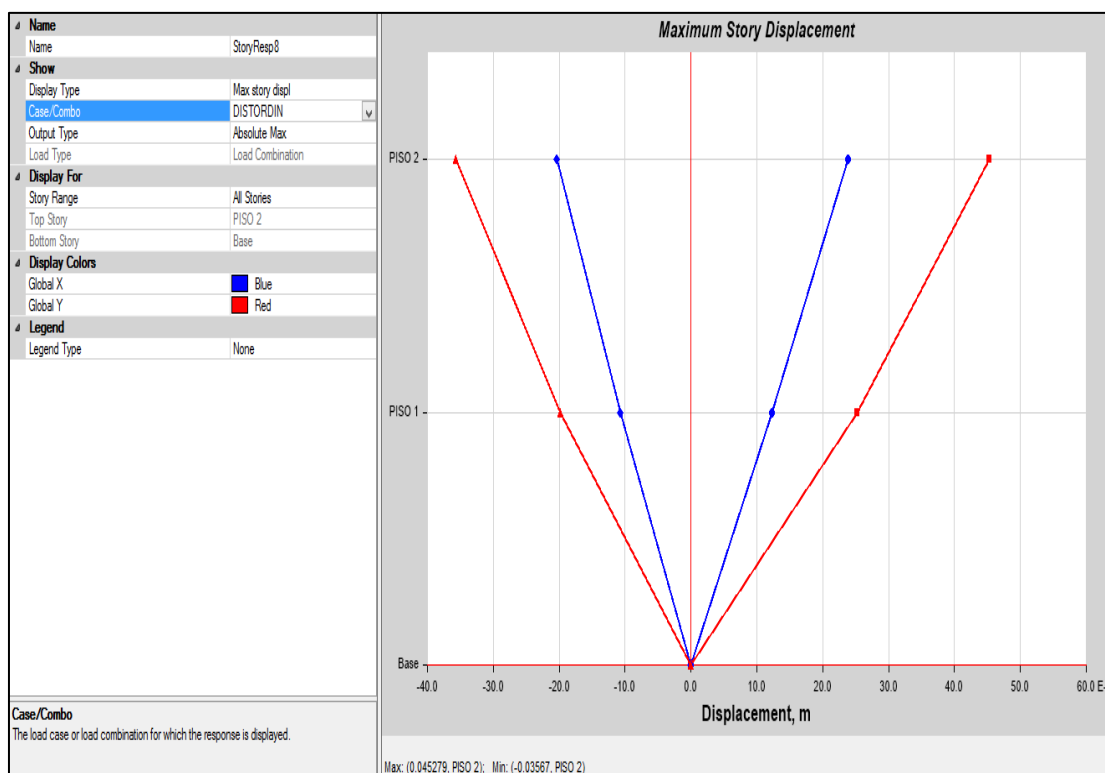 Name
Name StoryResp8
Show
Display Type Max story displ
Case/Combo DISTORDIN
Output Type Absolute Max
Load Type Load Combination
Display For
Story Range All Stories
Top Story PISO 2
Bottom Story Base
Display Colors
Global X Blue
Global Y Red
Legend
Legend Type None
Case/Combo
The load case or load combination for which the response is displayed.
Maximum Story Displacement
PISO 2
PISO 1
Base
-40.0 -30.0 -20.0 -10.0 0.0 10.0 20.0 30.0 40.0 50.0 60.0 E-
Displacement, m
Max: (0.045279, PISO 2); Min: (-0.03567, PISO 2)